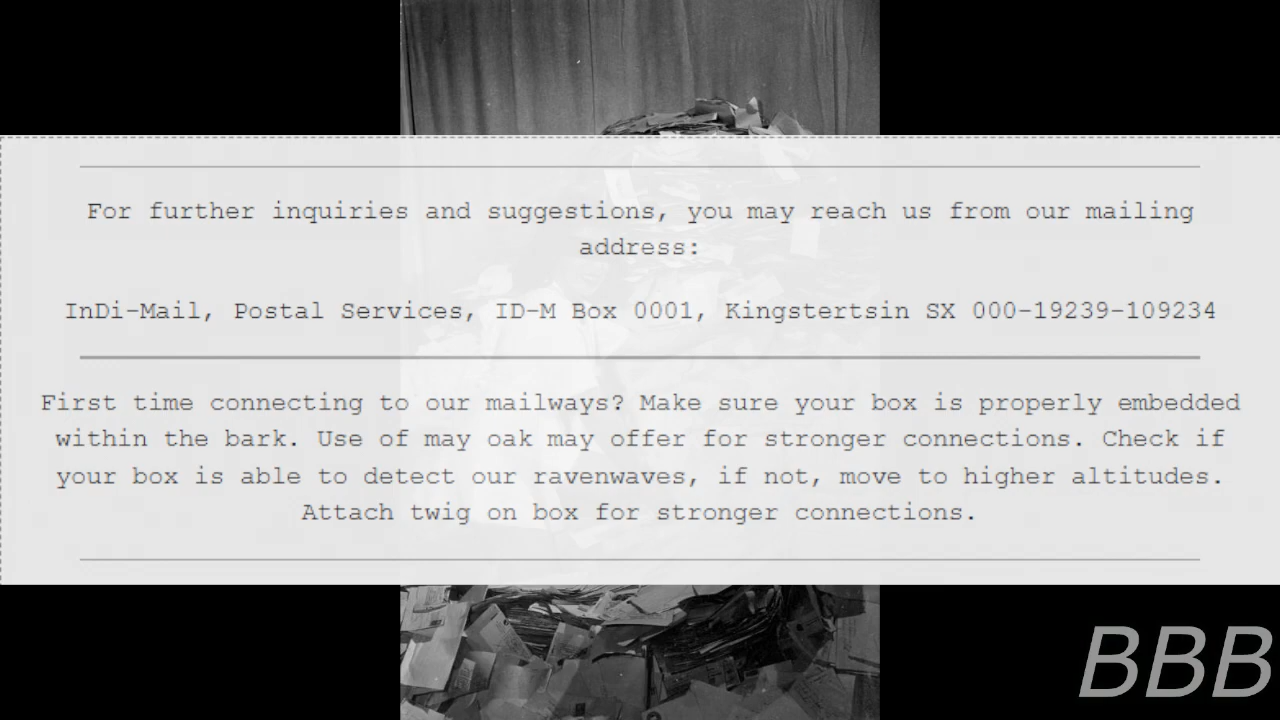 For further inquiries and suggestions, you may reach us from our mailing
address:
InDi-Mail, Postal Services, ID-M Box 0001, Kingstertsin SX 000-19239-109234
First time connecting to our mailways? Make sure your box is properly embedded
within the bark. Use of may oak may offer for stronger connections. Check if
your box is able to detect our ravenwaves, if not, move to higher altitudes.
Attach twig on box for stronger connections.
BBB